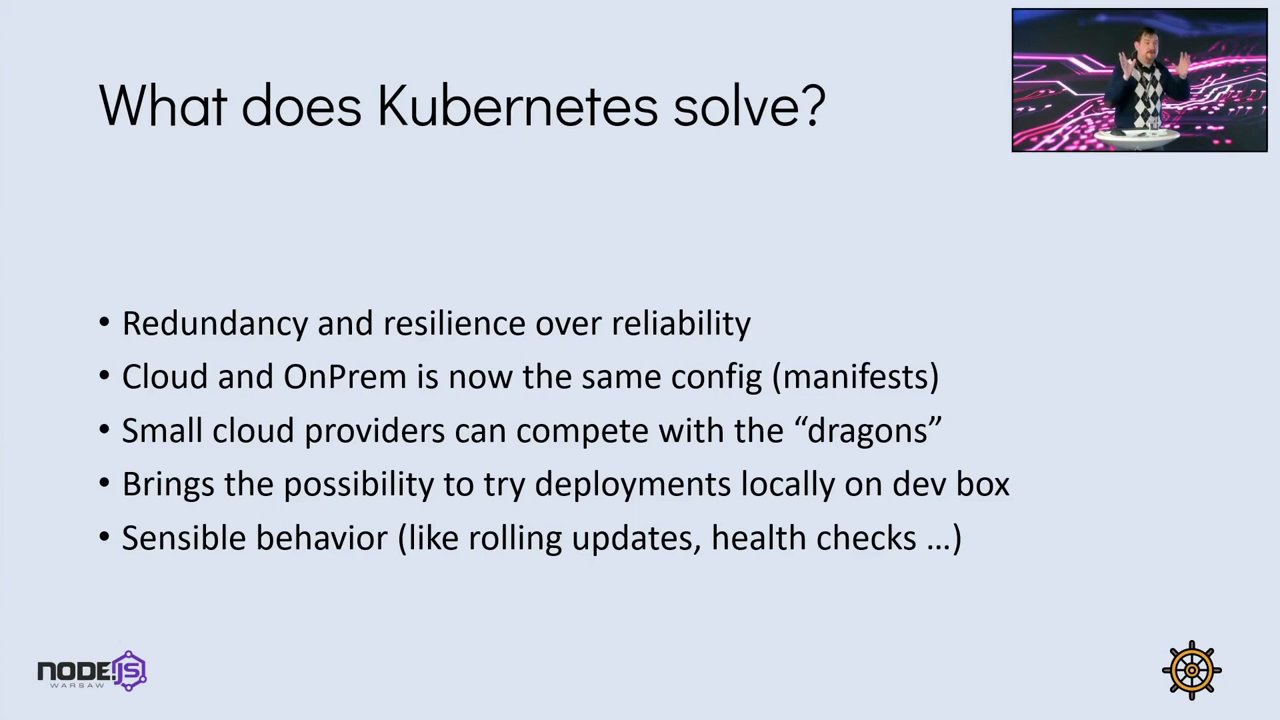 What does Kubernetes solve?
• Redundancy and resilience over reliability
• Cloud and OnPrem is now the same config (manifests)
• Small cloud providers can compete with the “dragons”
• Brings the possibility to try deployments locally on dev box
• Sensible behavior (like rolling updates, health checks …)
NODE.JS
WARSAW